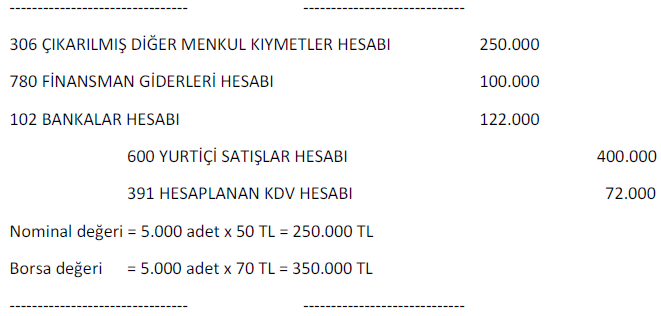 -------------------------------- -----------------------------
306 ÇIKARILMIŞ DİĞER MENKUL KIYMETLER HESABI 250.000
780 FİNANSMAN GİDERLERİ HESABI 100.000
102 BANKALAR HESABI 122.000
600 YURTİÇİ SATIŞLAR HESABI 400.000
391 HESAPLANAN KDV HESABI 72.000
Nominal değeri = 5.000 adet x 50 TL = 250.000 TL
Borsa değeri = 5.000 adet x 70 TL = 350.000 TL
-------------------------------- -----------------------------